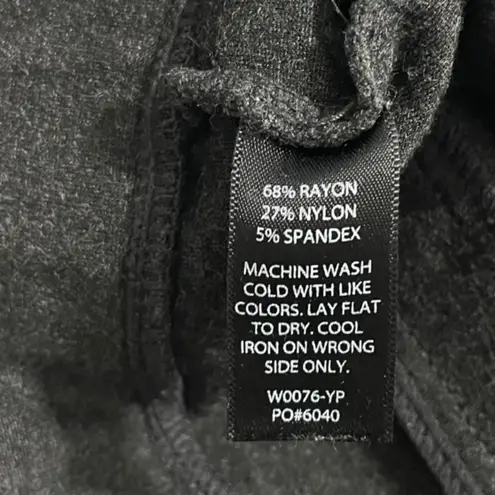 68% RAYON
27% NYLON
5% SPANDEX
MACHINE WASH
COLD WITH LIKE
COLORS. LAY FLAT
TO DRY. COOL
IRON ON WRONG
SIDE ONLY.
W0076-YP
PO#6040